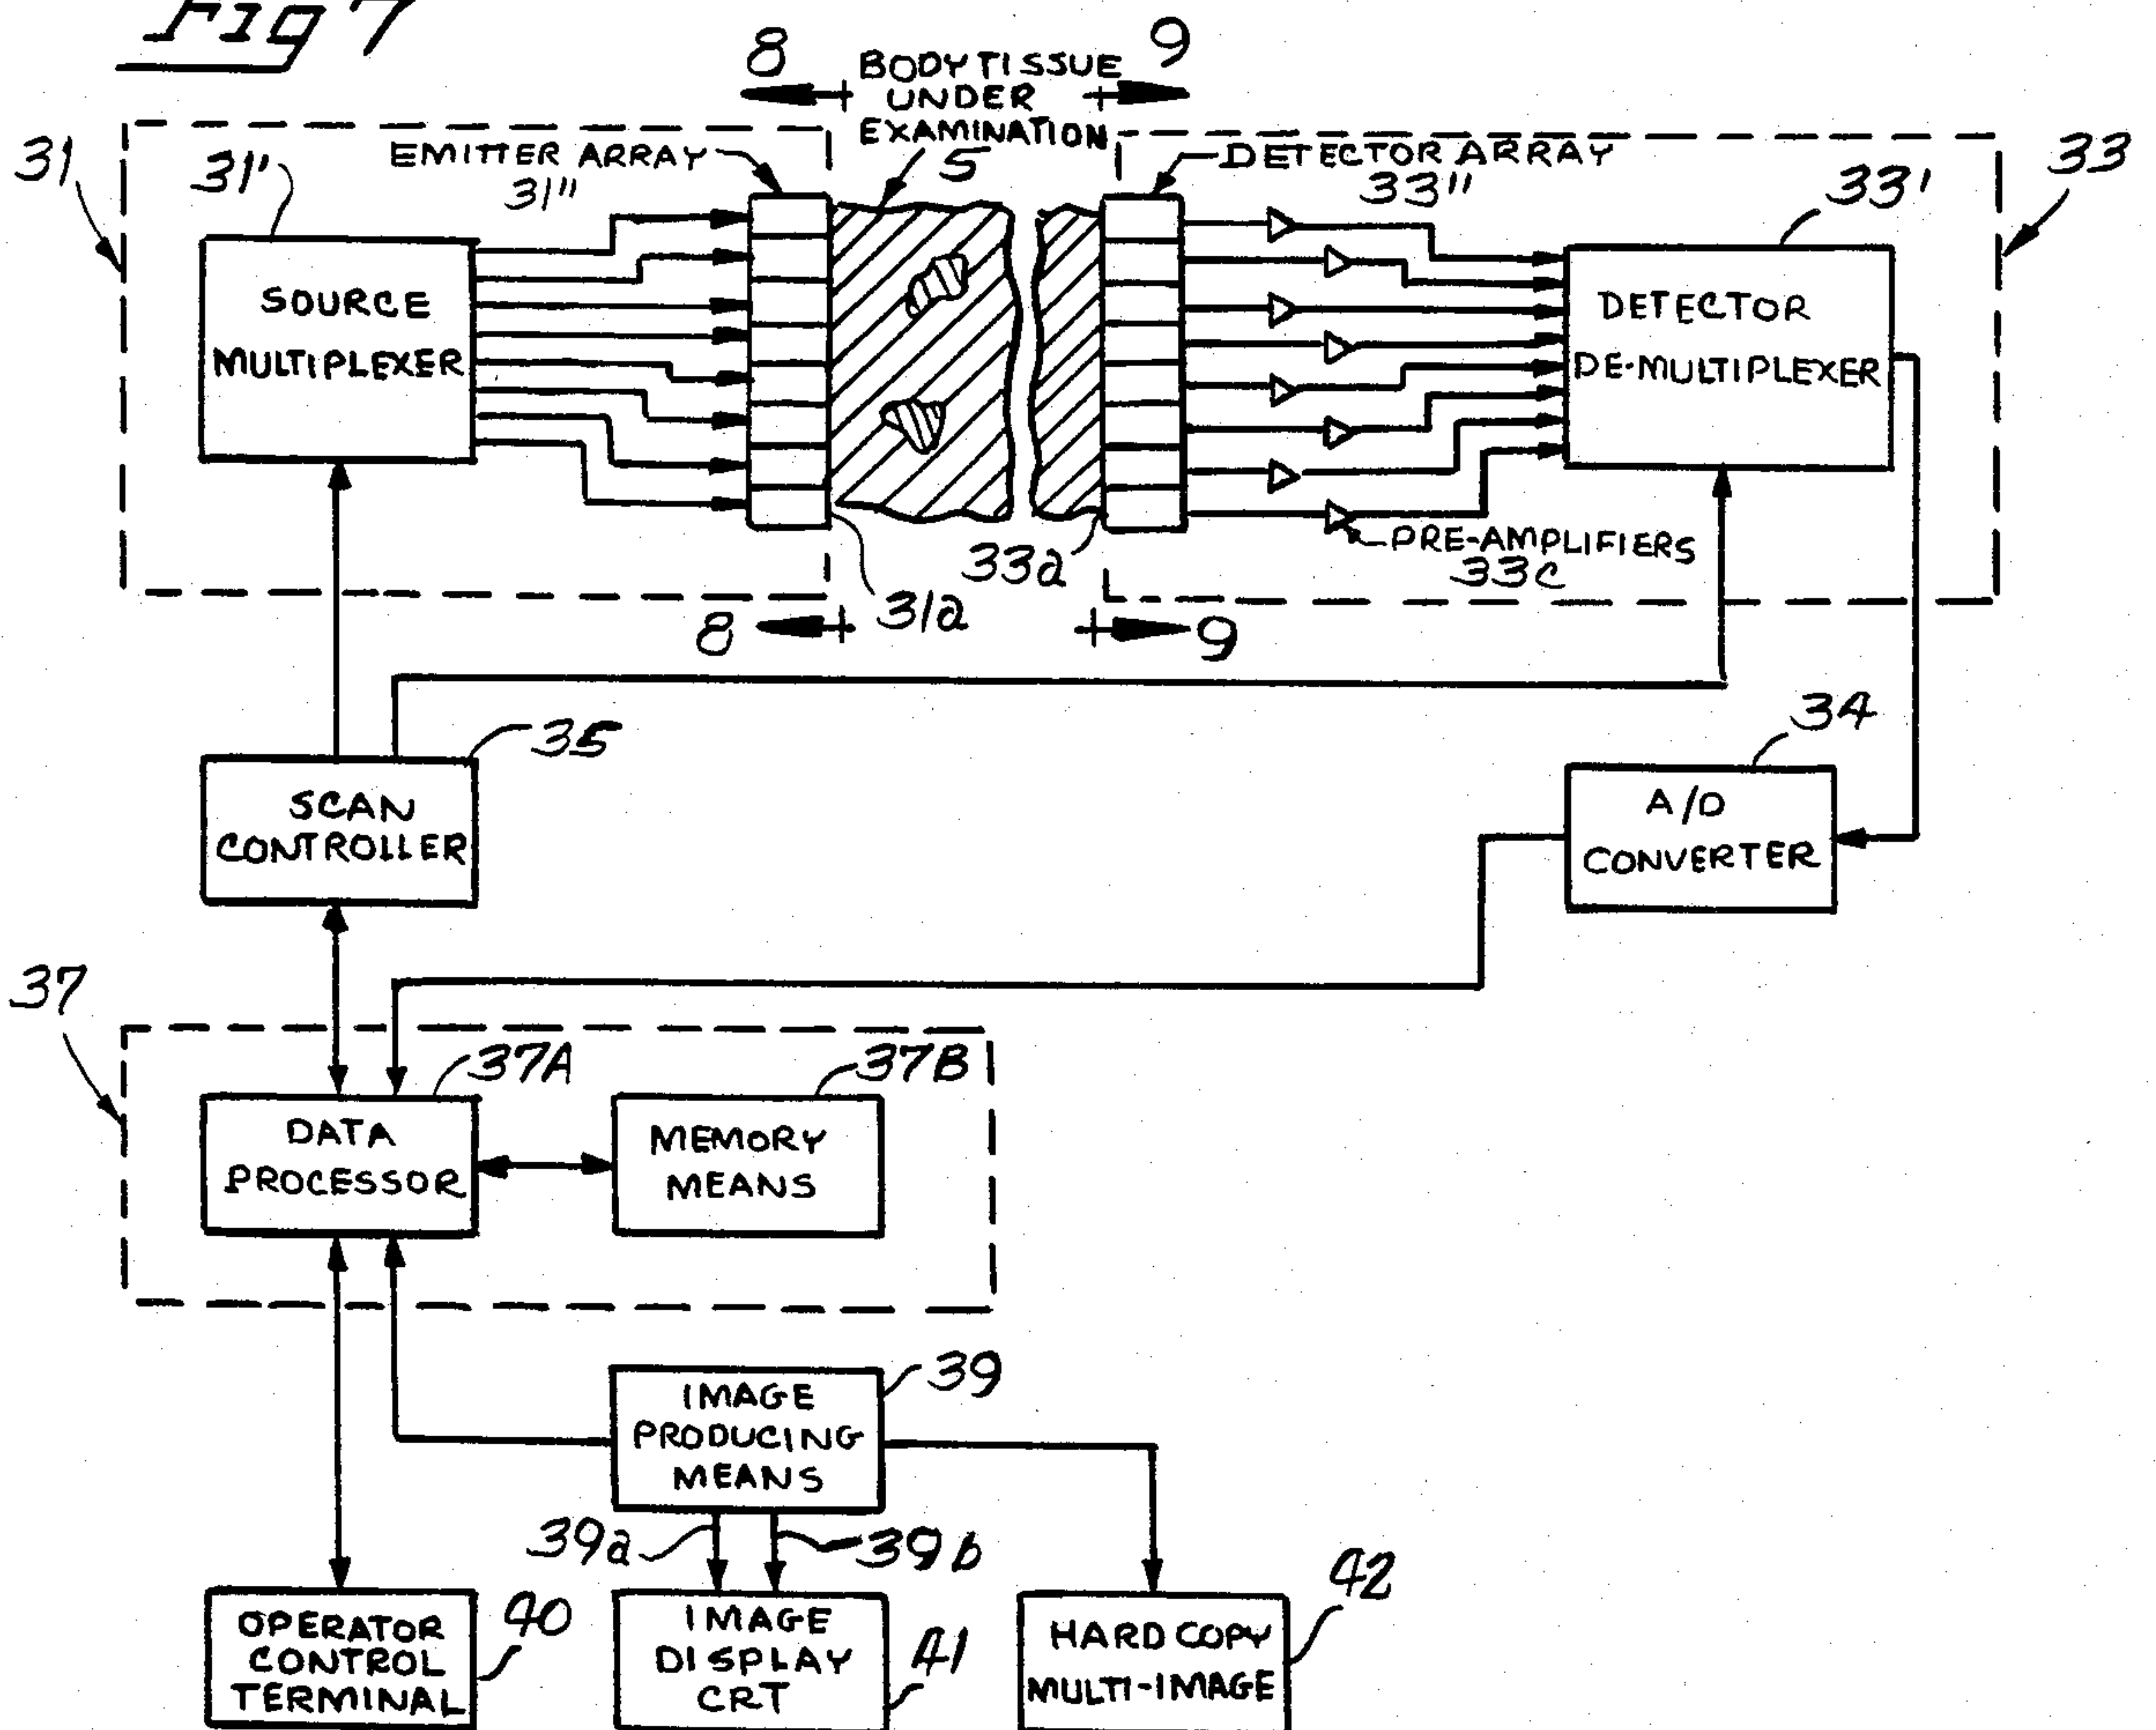 Fig 7
8
BODY TISSUE
UNDER
EXAMINATION
9
31
31'
EMITTER ARRAY
31"
5
DETECTOR ARRAY
33"
33'
33
SOURCE
MULTIPLEXER
DETECTOR
DE-MULTIPLEXER
PRE-AMPLIFIERS
33c
33a
31a
8
9
35
34
SCAN
CONTROLLER
A/D
CONVERTER
37
37A
37B
DATA
PROCESSOR
MEMORY
MEANS
39
IMAGE
PRODUCING
MEANS
39a
39b
40
41
42
OPERATOR
CONTROL
TERMINAL
IMAGE
DISPLAY
CRT
HARD COPY
MULTI-IMAGE